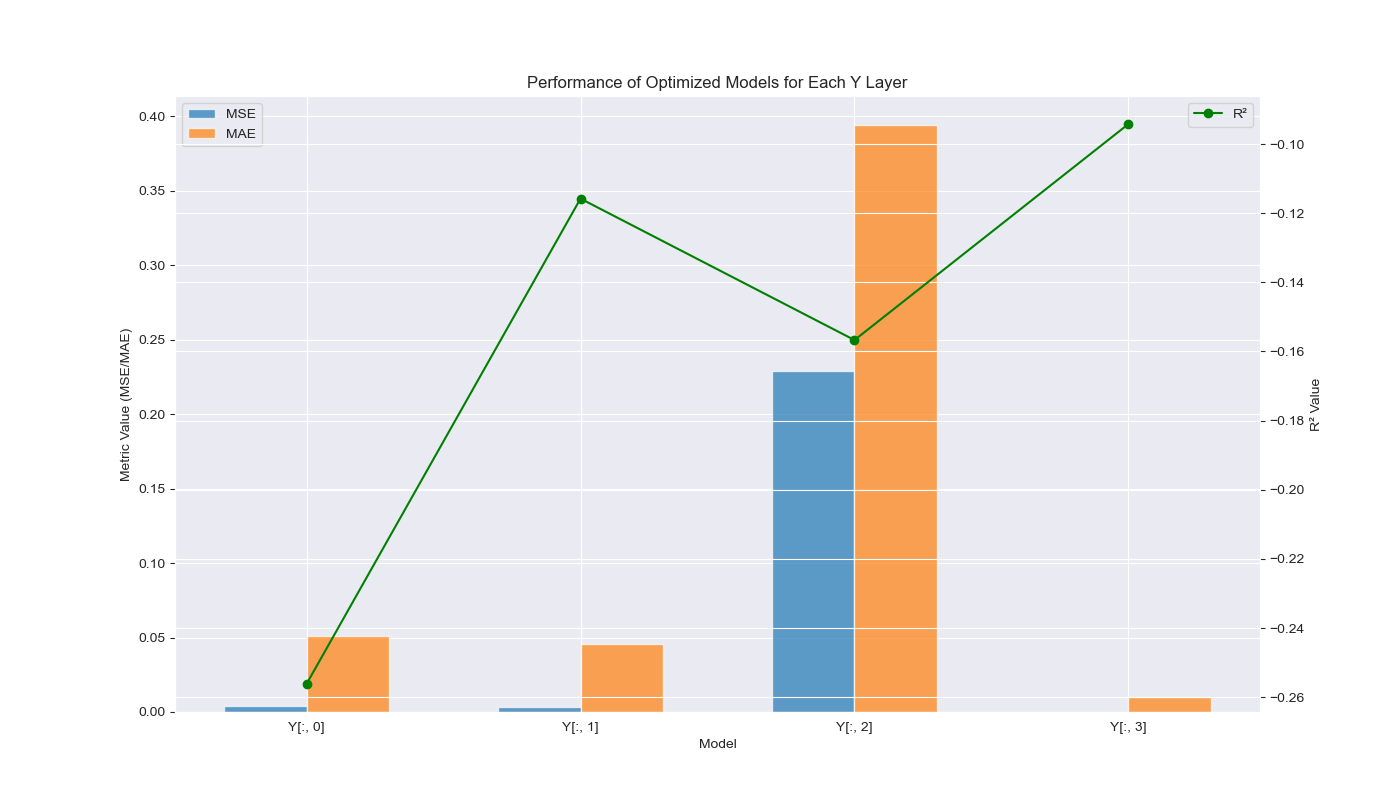 Performance of Optimized Models for Each Y Layer
MSE
MAE
R²
Metric Value (MSE/MAE)
0.40
0.35
0.30
0.25
0.20
0.15
0.10
0.05
0.00
−0.10
−0.12
−0.14
−0.16
−0.18
−0.20
−0.22
−0.24
−0.26
R² Value
Y[:, 0]
Y[:, 1]
Y[:, 2]
Y[:, 3]
Model